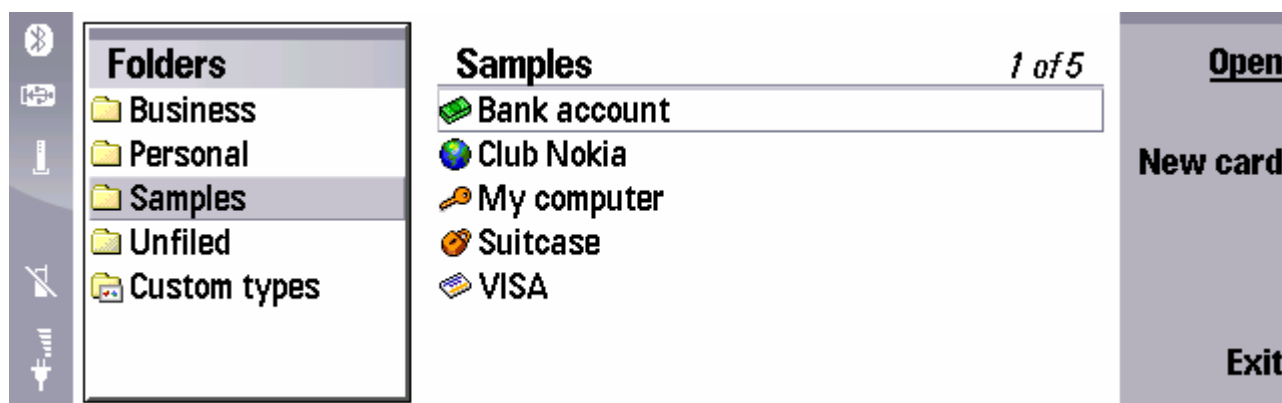 Folders
Business
Personal
Samples
Unfiled
Custom types
Samples 1 of 5
Bank account
Club Nokia
My computer
Suitcase
VISA
Open
New card
Exit